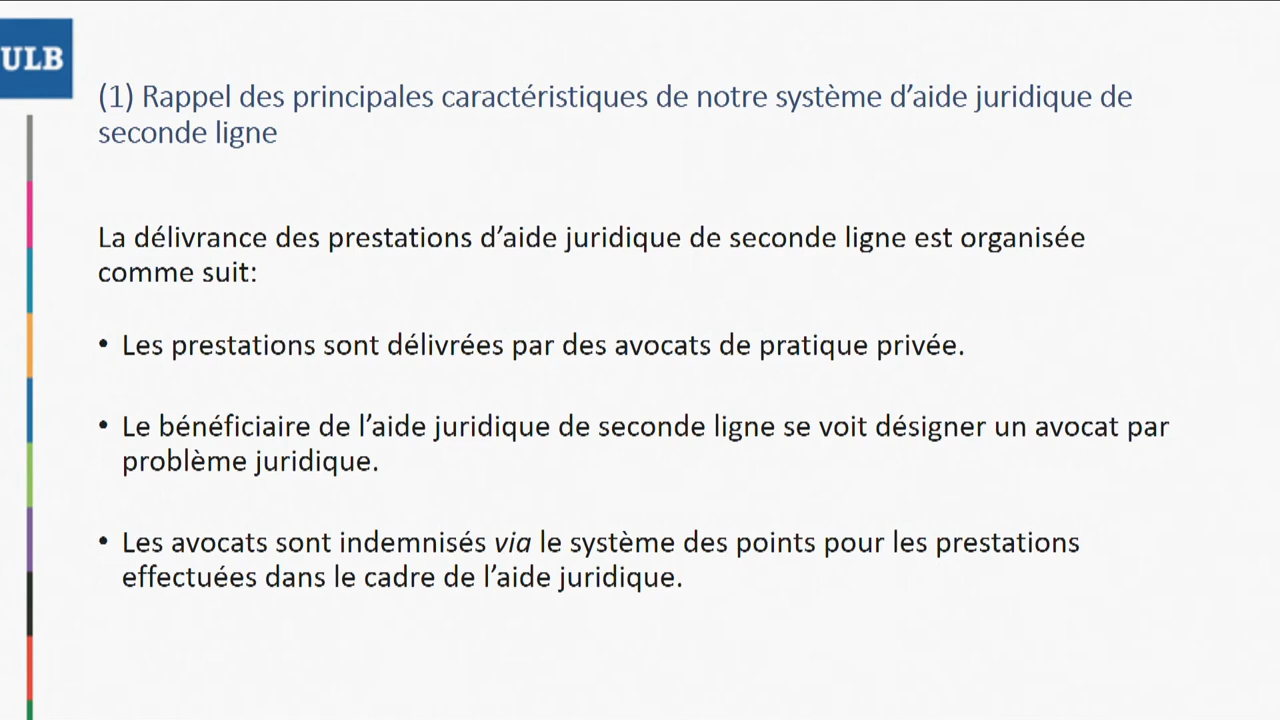 ULB
(1) Rappel des principales caractéristiques de notre système d’aide juridique de
seconde ligne
La délivrance des prestations d’aide juridique de seconde ligne est organisée
comme suit:
• Les prestations sont délivrées par des avocats de pratique privée.
• Le bénéficiaire de l’aide juridique de seconde ligne se voit désigner un avocat par
problème juridique.
• Les avocats sont indemnisés via le système des points pour les prestations
effectuées dans le cadre de l’aide juridique.